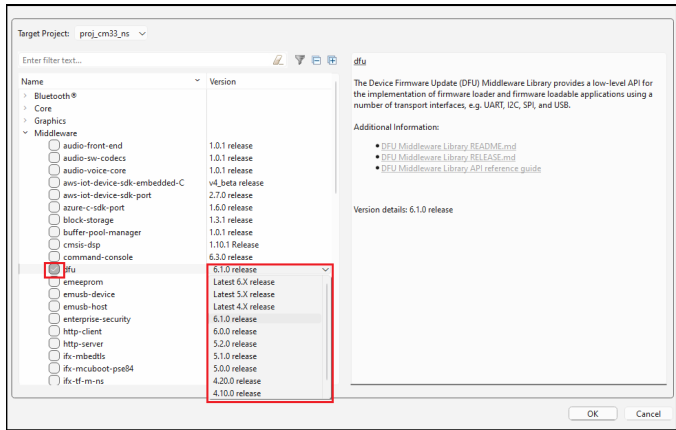 Target Project: proj_cm33_ns
Enter filter text...
Name Version
Bluetooth®
Core
Graphics
Middleware
audio-front-end 1.0.1 release
audio-sw-codecs 1.0.1 release
audio-voice-core 1.0.1 release
aws-iot-device-sdk-embedded-C v4_beta release
aws-iot-device-sdk-port 2.7.0 release
azure-c-sdk-port 1.6.0 release
block-storage 1.3.1 release
buffer-pool-manager 1.0.1 release
cmsis-dsp 1.10.1 Release
command-console 6.3.0 release
dfu 6.1.0 release
emeeprom Latest 6.X release
emusb-device Latest 5.X release
emusb-host Latest 4.X release
enterprise-security 6.1.0 release
http-client 6.0.0 release
http-server 5.2.0 release
ifx-mbedtls 5.1.0 release
ifx-mcuboot-pse84 5.0.0 release
ifx-tf-m-ns 4.20.0 release
4.10.0 release
dfu
The Device Firmware Update (DFU) Middleware Library provides a low-level API for
the implementation of firmware loader and firmware loadable applications using a
number of transport interfaces, e.g. UART, I2C, SPI, and USB.
Additional Information:
DFU Middleware Library README.md
DFU Middleware Library RELEASE.md
DFU Middleware Library API reference guide
Version details: 6.1.0 release
OK Cancel